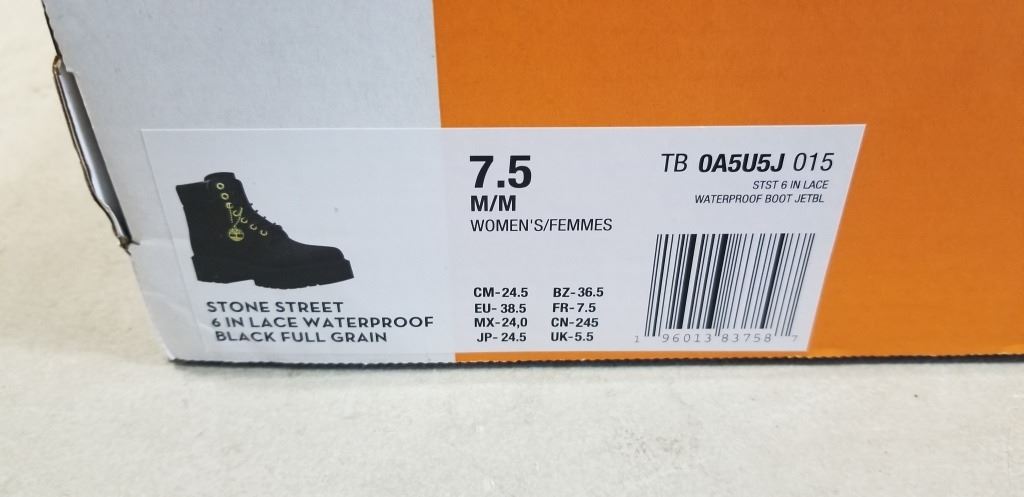 7.5
M/M
WOMEN'S/FEMMES
TB 0A5U5J 015
STST 6 IN LACE
WATERPROOF BOOT JETBL
STONE STREET
6 IN LACE WATERPROOF
BLACK FULL GRAIN
CM-24.5 BZ-36.5
EU-38.5 FR-7.5
MX-24,0 CN-245
JP-24.5 UK-5.5
1 96013 83758 7